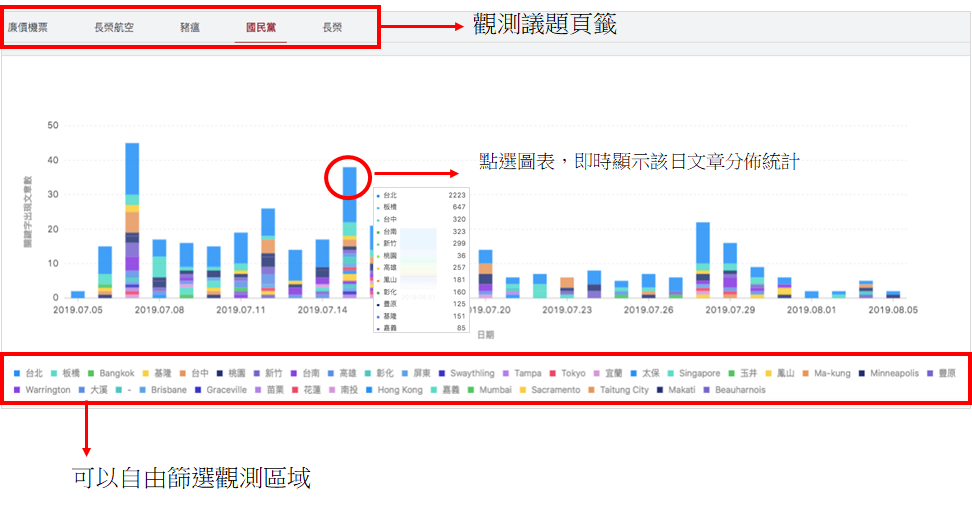 廉價機票 長榮航空 豬瘟 國民黨 長榮
觀測議題頁籤
點選圖表，即時顯示該日文章分佈統計
關鍵字出現文章數
50
40
30
20
10
0
台北 2223
板橋 647
台中 320
台南 323
新竹 299
桃園 36
高雄 257
鳳山 181
彰化 160
豐原 125
基隆 151
嘉義 85
2019.07.05 2019.07.08 2019.07.11 2019.07.14 2019.07.20 2019.07.23 2019.07.26 2019.07.29 2019.08.01 2019.08.05
日期
台北 板橋 Bangkok 基隆 台中 桃園 新竹 台南 高雄 彰化 屏東 Swaythling Tampa Tokyo 宜蘭 太保 Singapore 玉井 鳳山 Ma-kung Minneapolis 豐原
Warrington 大溪 - Brisbane Graceville 苗栗 花蓮 南投 Hong Kong 嘉義 Mumbai Sacramento Taitung City Makati Beauharnois
可以自由篩選觀測區域